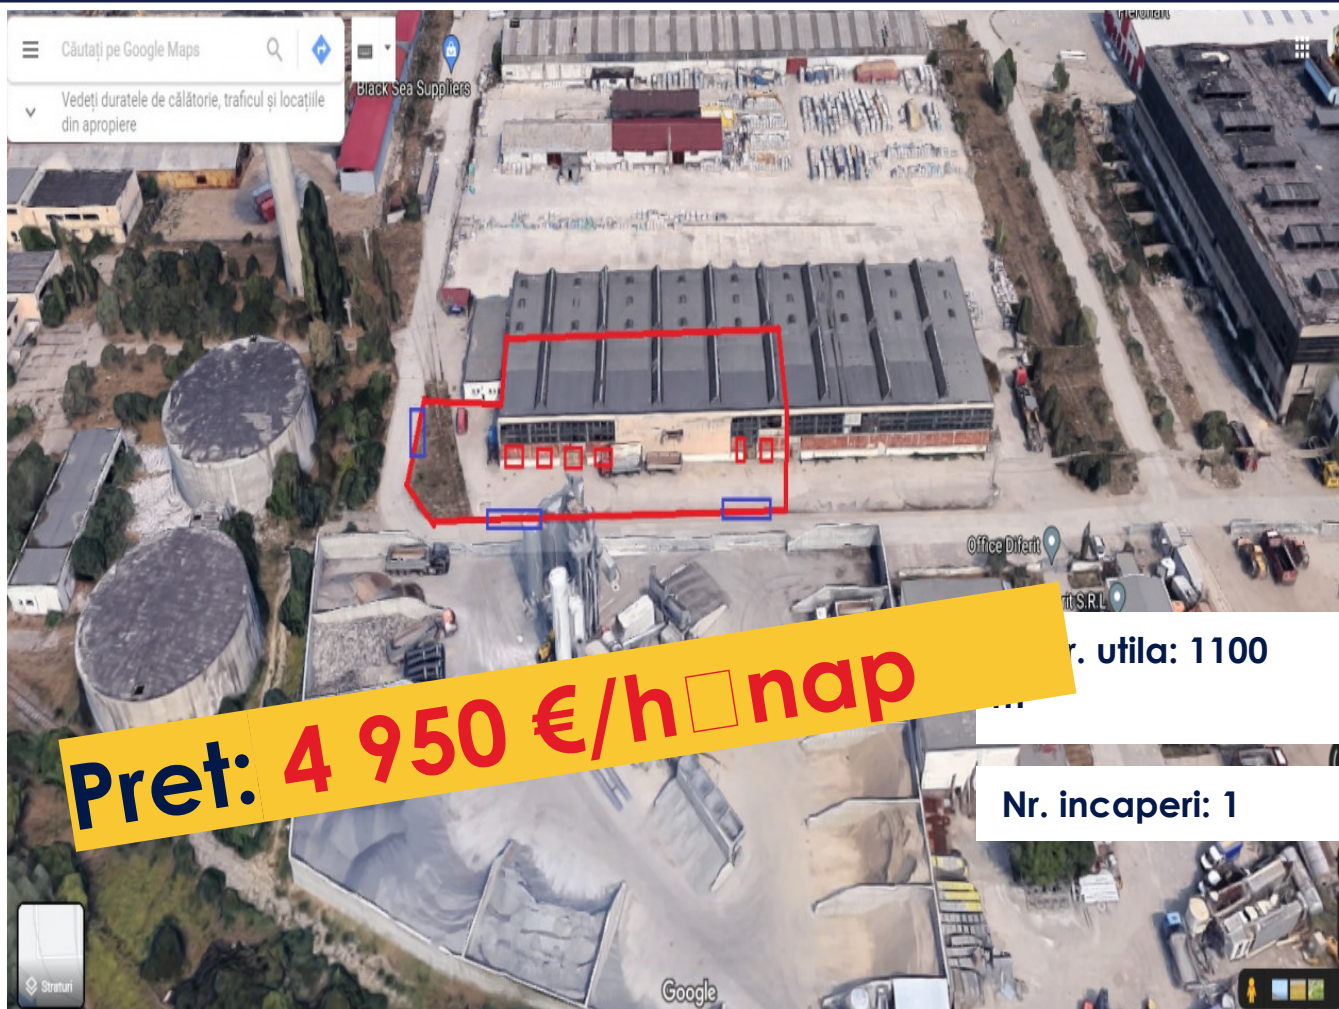 Căutați pe Google Maps
Vedeți duratele de călătorie, traficul și locațiile
din apropiere
Black Sea Suppliers
Office Diferit
rit S.R.L
r. utila: 1100
Pret: 4 950 €/h□nap
Nr. incaperi: 1
Straturi
Google